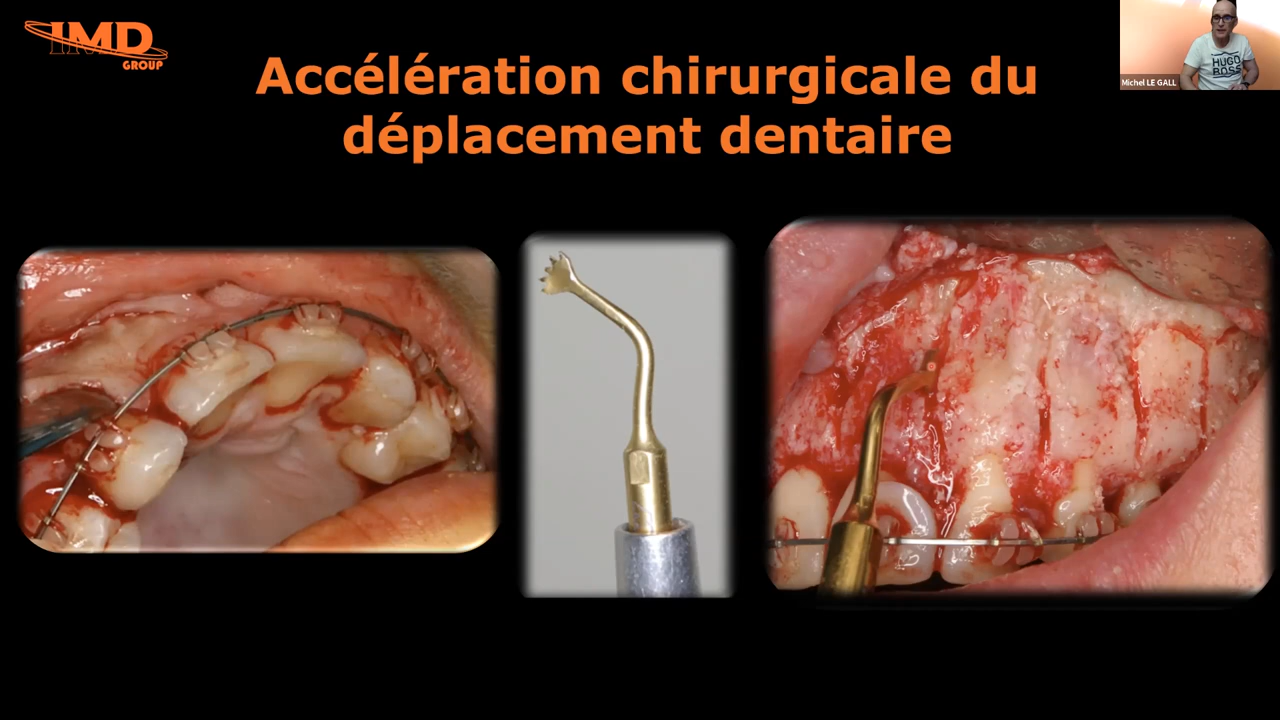 IMD
GROUP
Accélération chirurgicale du
déplacement dentaire
HUGO
BOSS
Michel LE GALL